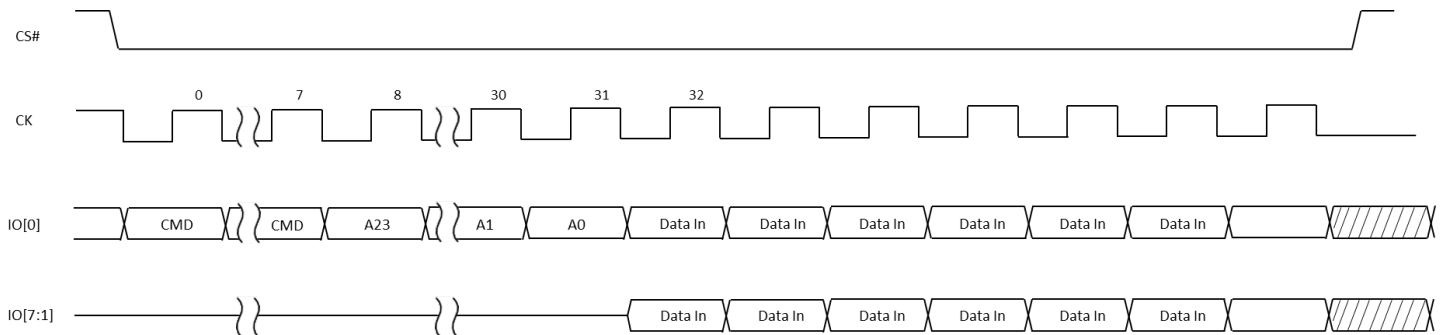 CS#
0 7 8 30 31 32
CK
IO[0] CMD CMD A23 A1 A0 Data In Data In Data In Data In Data In Data In
IO[7:1] Data In Data In Data In Data In Data In Data In